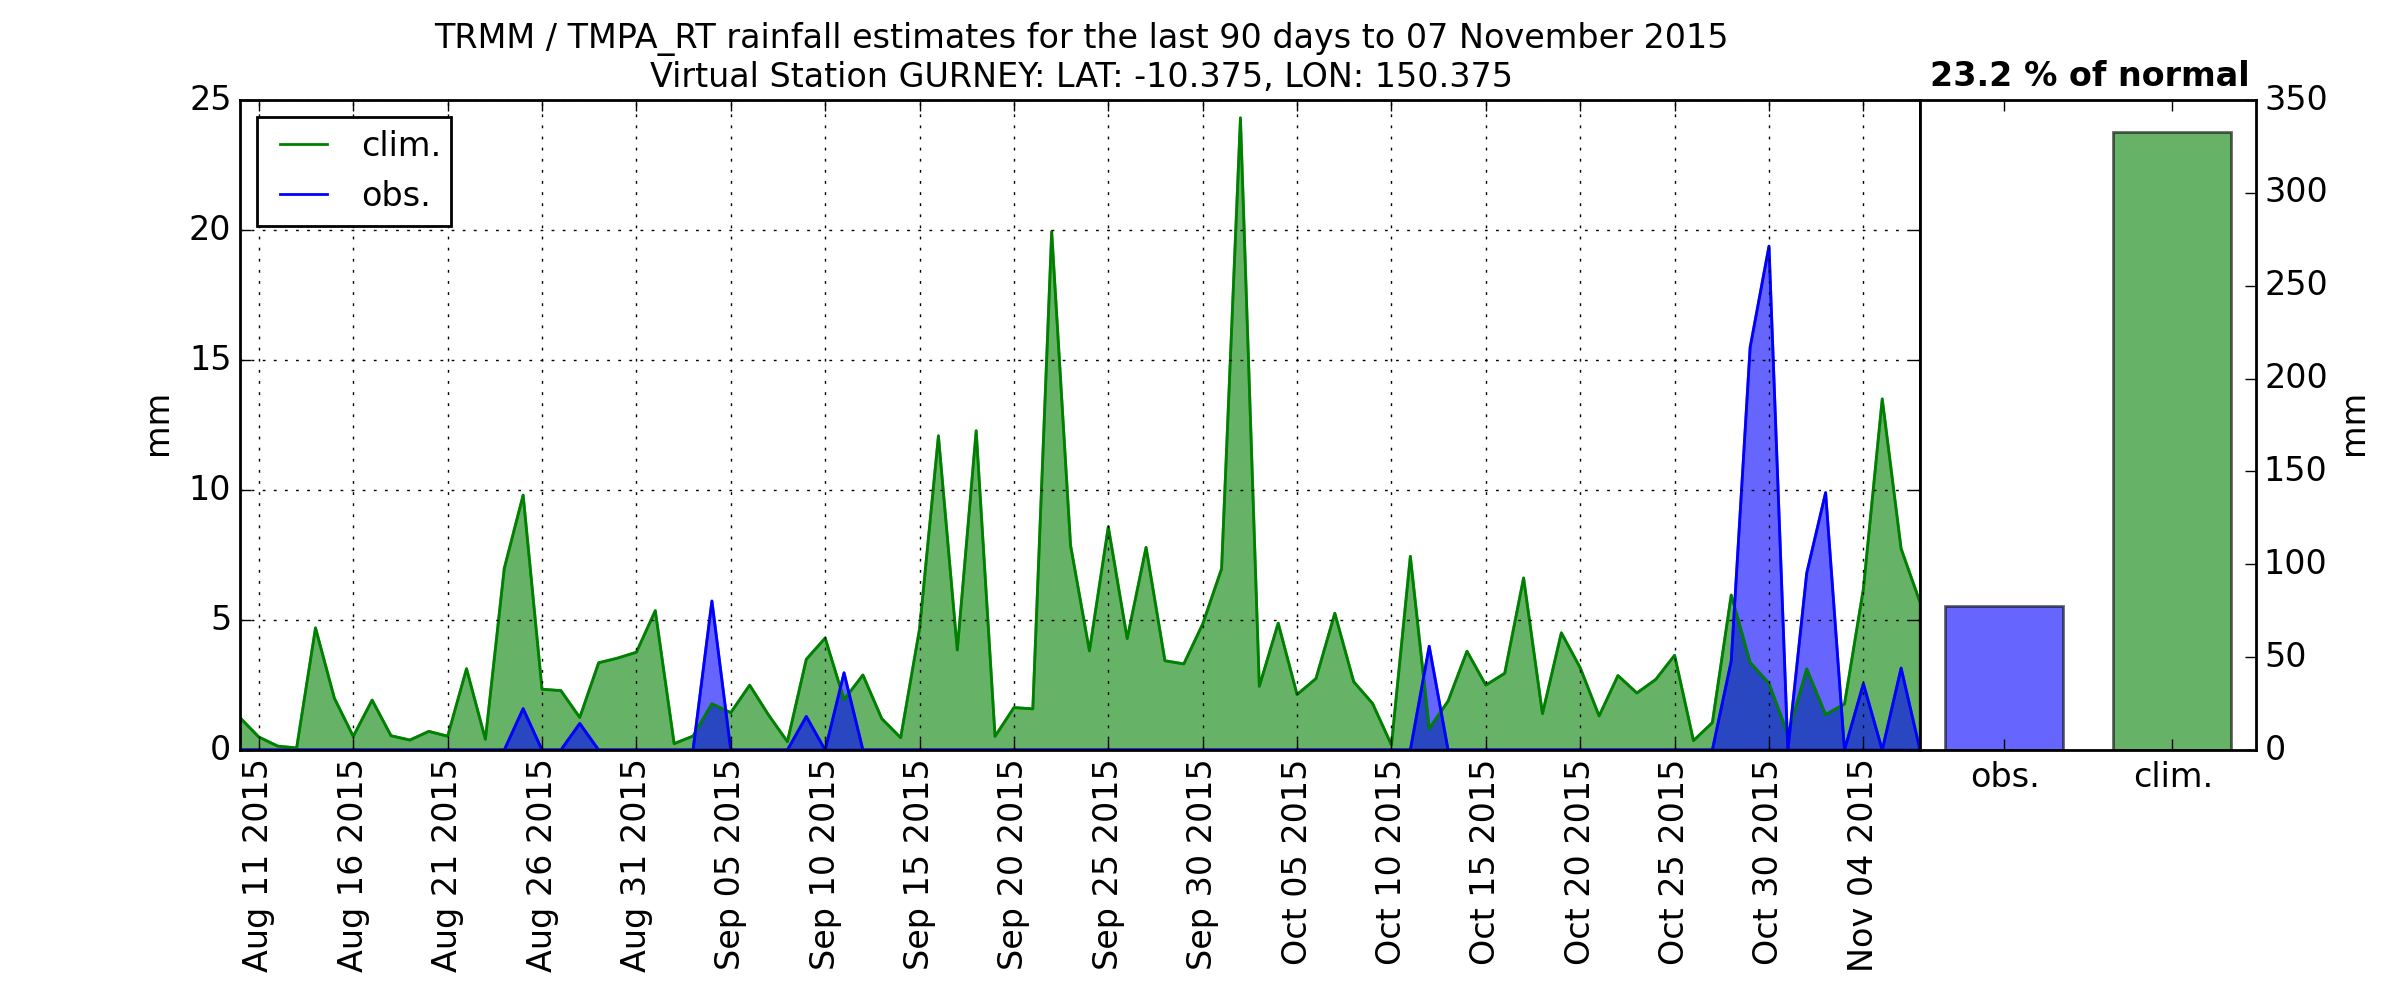 TRMM / TMPA_RT rainfall estimates for the last 90 days to 07 November 2015
Virtual Station GURNEY: LAT: -10.375, LON: 150.375
23.2 % of normal
clim.
obs.
mm
25
20
15
10
5
0
Aug 11 2015
Aug 16 2015
Aug 21 2015
Aug 26 2015
Aug 31 2015
Sep 05 2015
Sep 10 2015
Sep 15 2015
Sep 20 2015
Sep 25 2015
Sep 30 2015
Oct 05 2015
Oct 10 2015
Oct 15 2015
Oct 20 2015
Oct 25 2015
Oct 30 2015
Nov 04 2015
350
300
250
200
150
100
50
0
mm
obs.
clim.